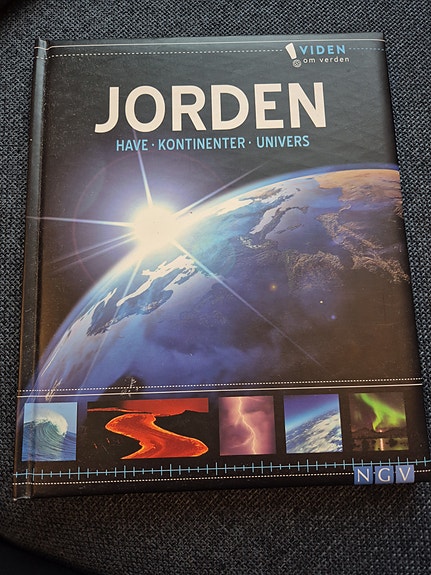 VIDEN
om verden
JORDEN
HAVE · KONTINENTER · UNIVERS
NGV